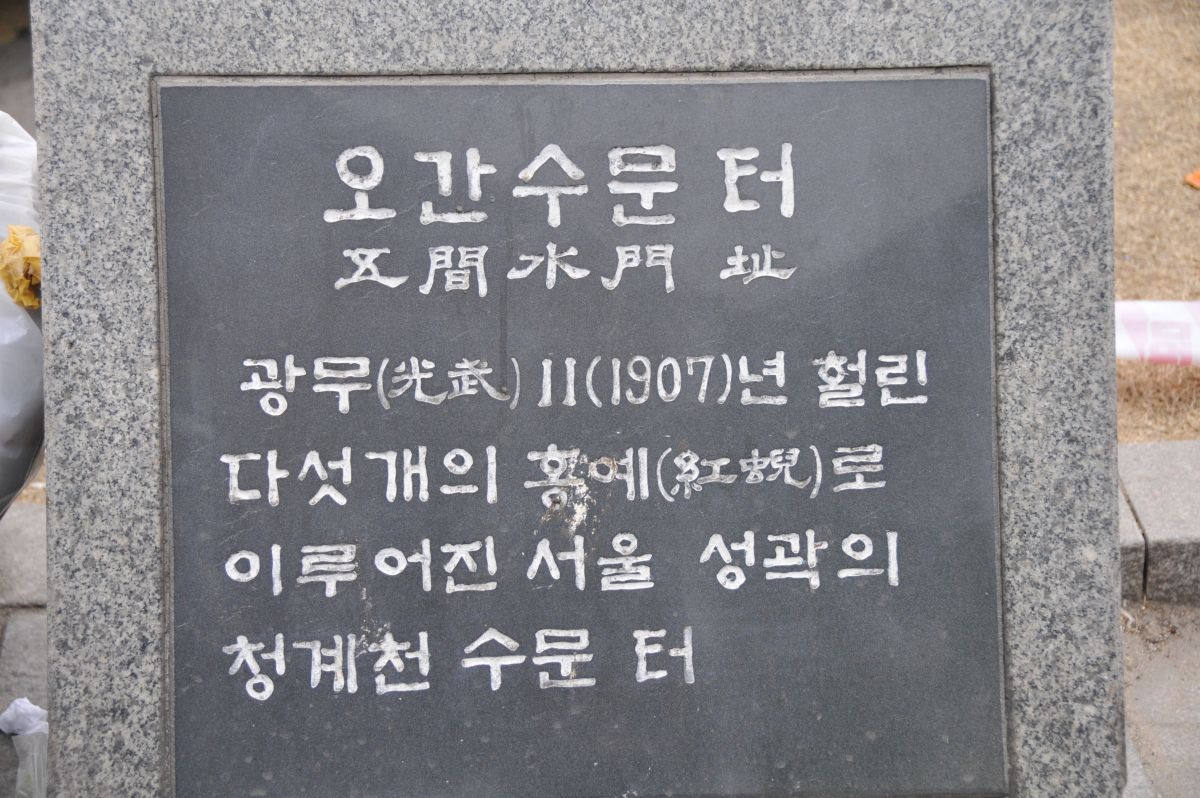 오간수문 터
五間水門 址
광무(光武)11(1907)년 헐린
다섯개의 홍예(紅蜺)로
이루어진 서울 성곽의
청계천 수문 터